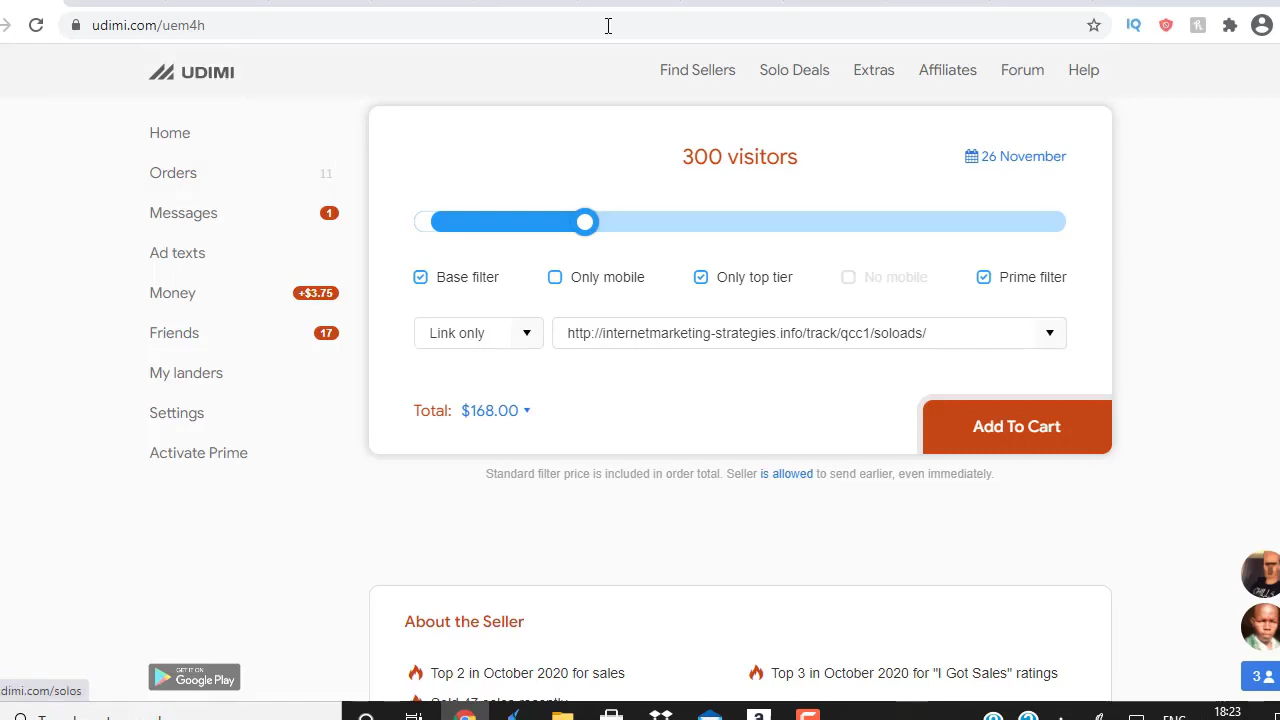 udimi.com/uem4h
IQ
UDIMI
Find Sellers Solo Deals Extras Affiliates Forum Help
Home
Orders 11
Messages 1
Ad texts
Money +$3.75
Friends 17
My landers
Settings
Activate Prime
300 visitors 26 November
Base filter Only mobile Only top tier No mobile Prime filter
Link only http://internetmarketing-strategies.info/track/qcc1/soloads/
Total: $168.00 Add To Cart
Standard filter price is included in order total. Seller is allowed to send earlier, even immediately.
About the Seller
Top 2 in October 2020 for sales Top 3 in October 2020 for "I Got Sales" ratings
GET IT ON
Google Play
3
dimi.com/solos
18:23